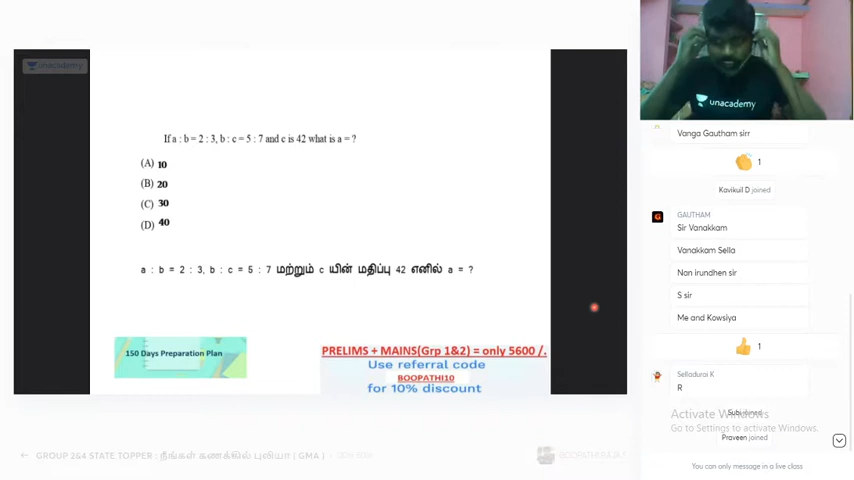 unacademy
If a : b = 2 : 3, b : c = 5 : 7 and c is 42 what is a = ?
(A) 10
(B) 20
(C) 30
(D) 40
a : b = 2 : 3, b : c = 5 : 7 மற்றும் c யின் மதிப்பு 42 எனில் a = ?
150 Days Preparation Plan
PRELIMS + MAINS(Grp 1&2) = only 5600 /.
Use referral code
BOOPATHI10
for 10% discount
GROUP 2&4 STATE TOPPER : நீங்கள் கணக்கில் புலியா ( GMA )
unacademy
Vanga Gautham sirr
1
Kavikuil D joined
G
GAUTHAM
Sir Vanakkam
Vanakkam Sella
Nan irundhen sir
S sir
Me and Kowsiya
1
Selladuroi K
R
Subi joined
Activate Windows
Go to Settings to activate Windows.
Praveen joined
You can only message in a live class